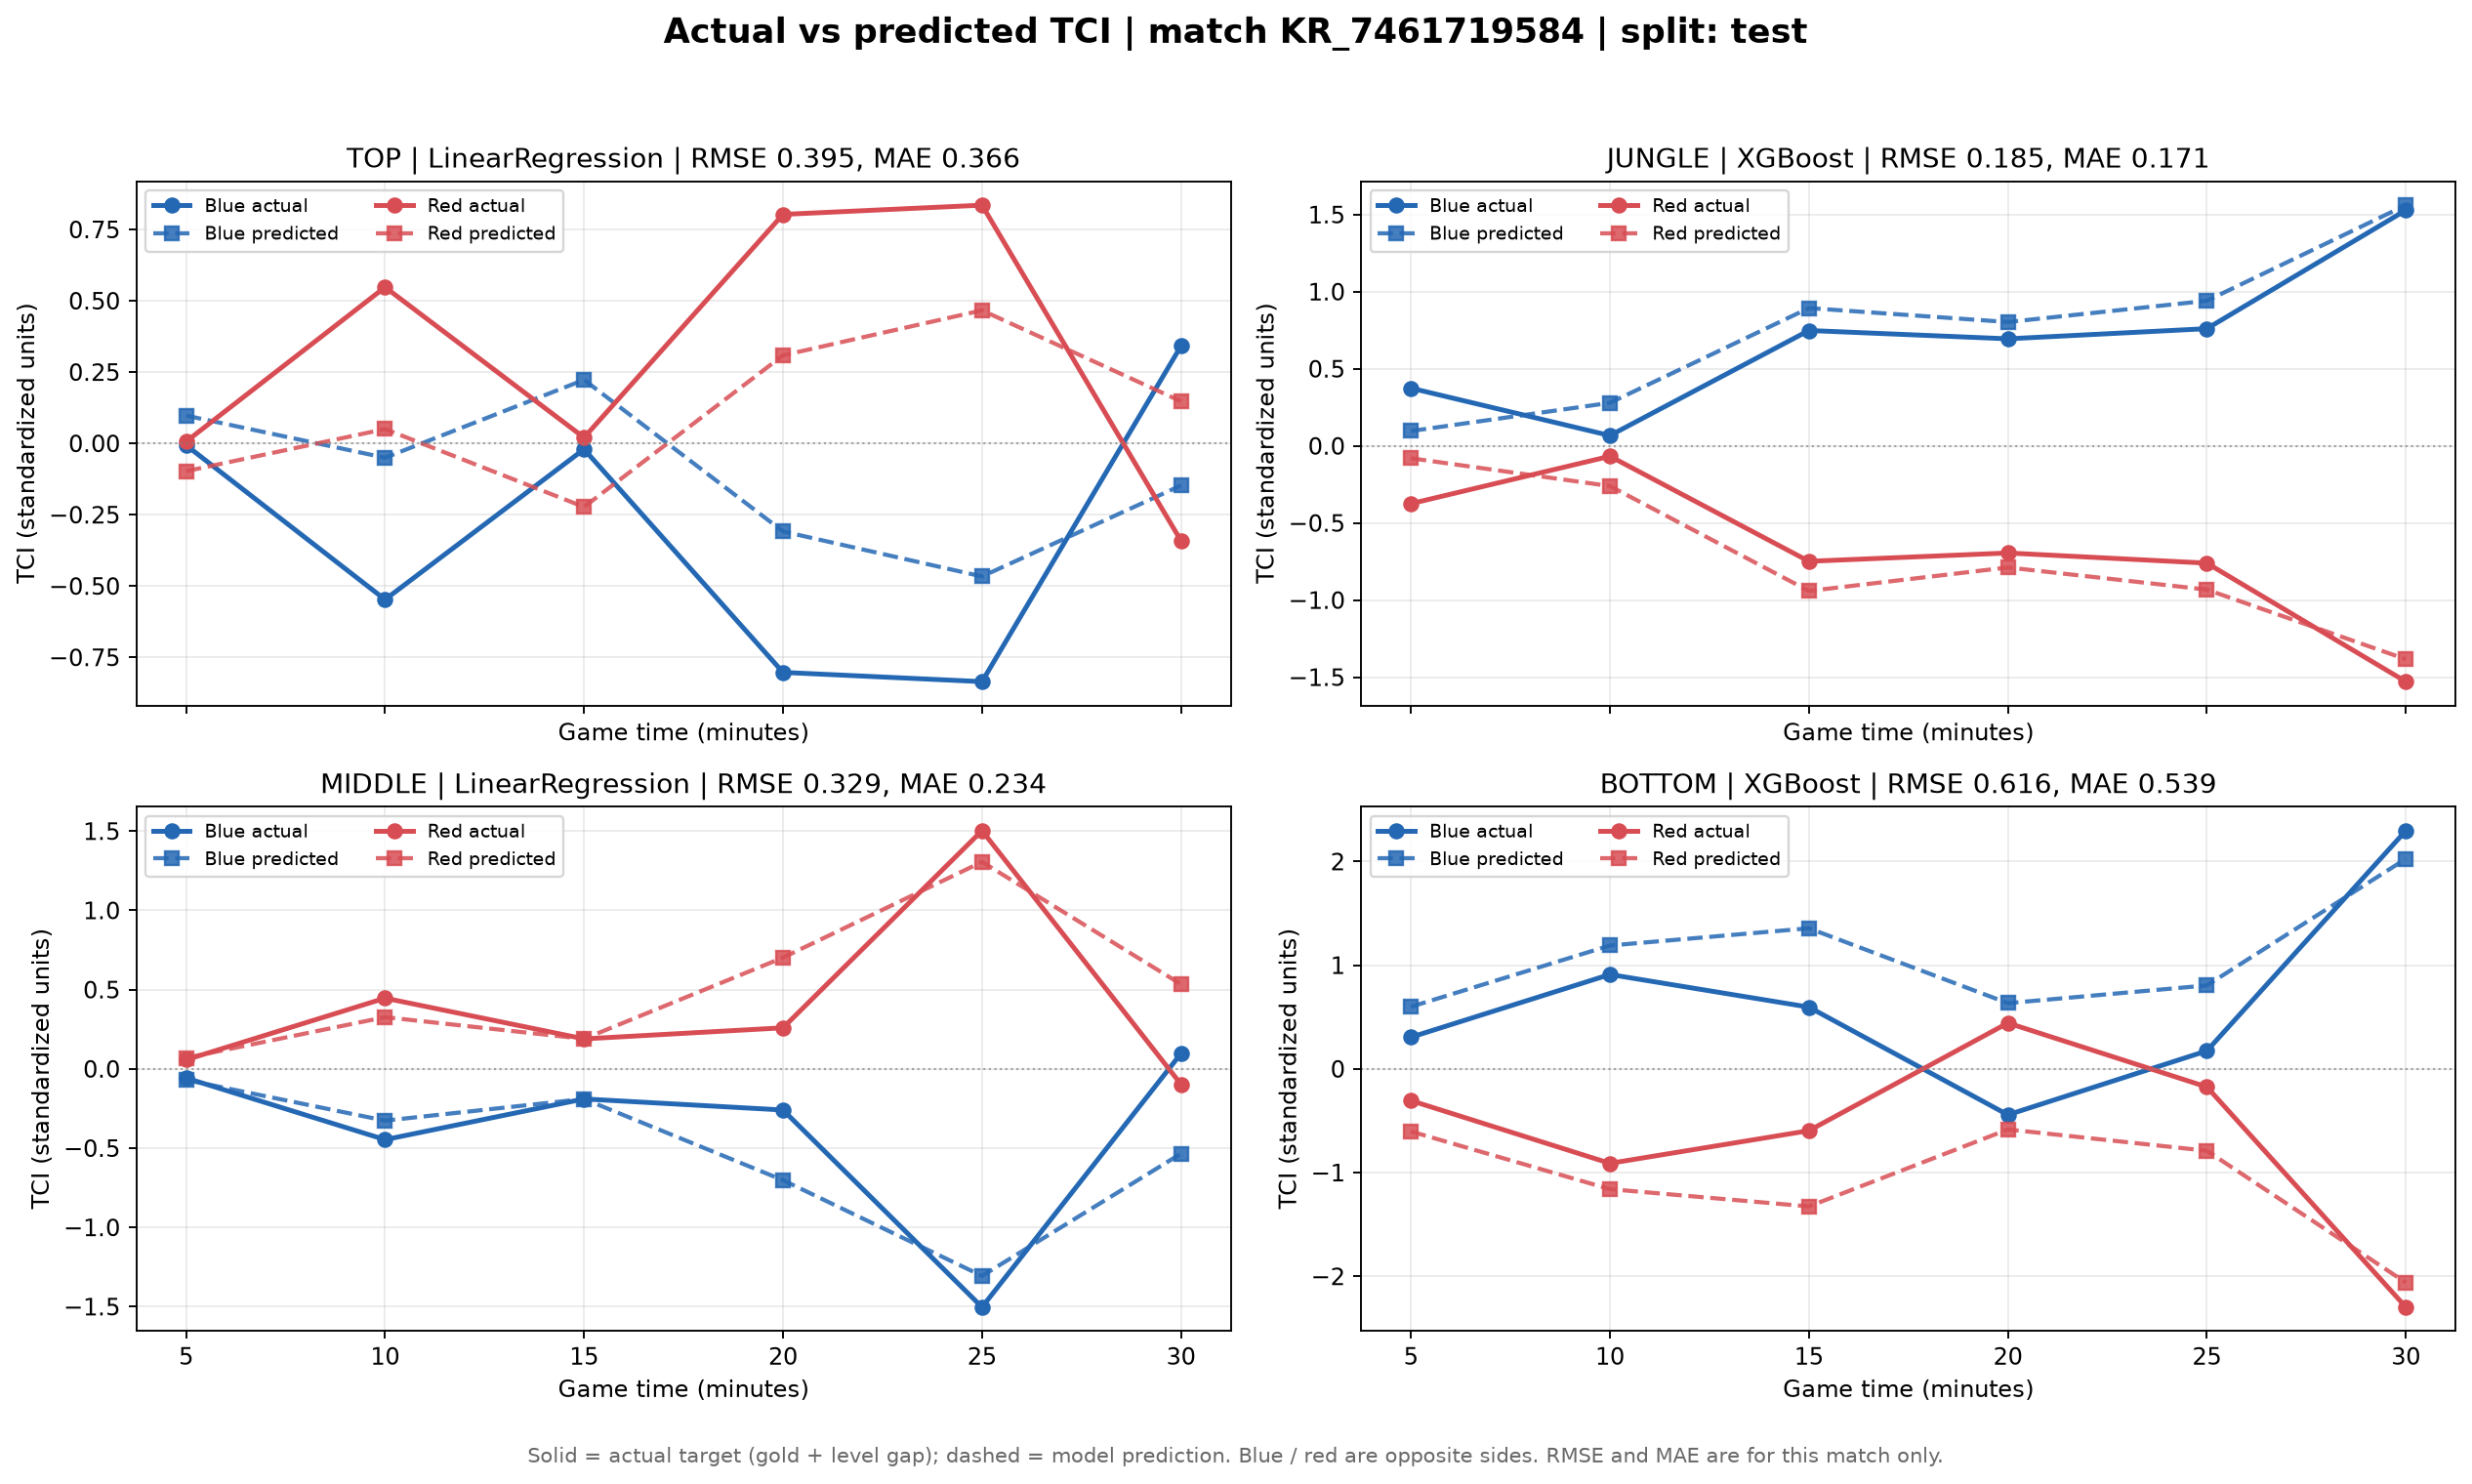 Actual vs predicted TCI | match KR_7461719584 | split: test
TOP | LinearRegression | RMSE 0.395, MAE 0.366
Blue actual
Blue predicted
Red actual
Red predicted
0.75
0.50
0.25
0.00
−0.25
−0.50
−0.75
TCI (standardized units)
Game time (minutes)
JUNGLE | XGBoost | RMSE 0.185, MAE 0.171
Blue actual
Blue predicted
Red actual
Red predicted
1.5
1.0
0.5
0.0
−0.5
−1.0
−1.5
TCI (standardized units)
Game time (minutes)
MIDDLE | LinearRegression | RMSE 0.329, MAE 0.234
Blue actual
Blue predicted
Red actual
Red predicted
1.5
1.0
0.5
0.0
−0.5
−1.0
−1.5
TCI (standardized units)
5 10 15 20 25 30
Game time (minutes)
BOTTOM | XGBoost | RMSE 0.616, MAE 0.539
Blue actual
Blue predicted
Red actual
Red predicted
2
1
0
−1
−2
TCI (standardized units)
5 10 15 20 25 30
Game time (minutes)
Solid = actual target (gold + level gap); dashed = model prediction. Blue / red are opposite sides. RMSE and MAE are for this match only.